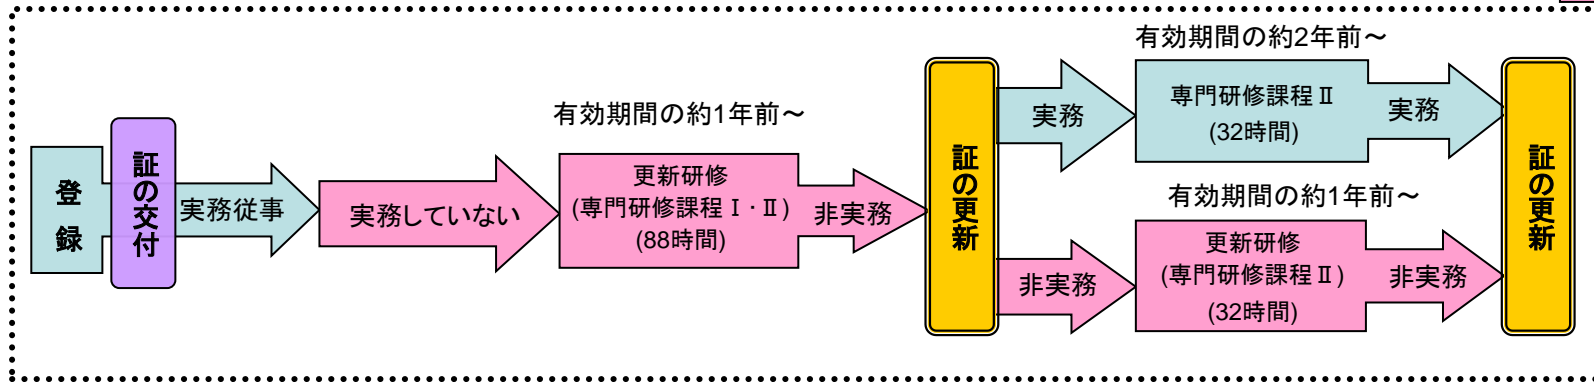 登
録
証の交付
実務従事
実務していない
有効期間の約1年前～
更新研修
(専門研修課程Ⅰ・Ⅱ)
(88時間)
非実務
証の更新
有効期間の約2年前～
実務
専門研修課程Ⅱ
(32時間)
実務
有効期間の約1年前～
非実務
更新研修
(専門研修課程Ⅱ)
(32時間)
非実務
証の更新